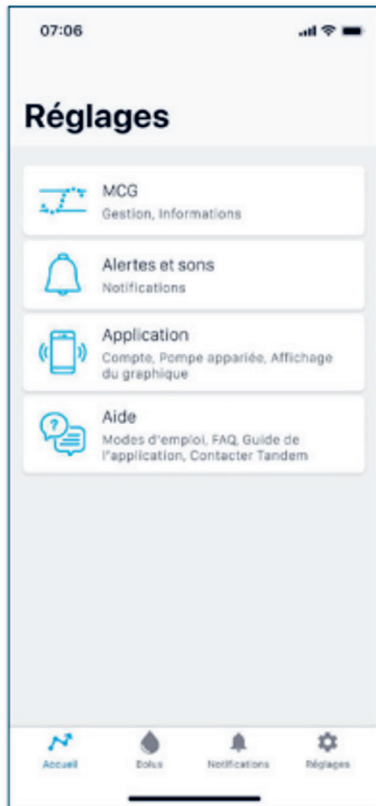 07:06
Réglages
MCG
Gestion, Informations
Alertes et sons
Notifications
Application
Compte, Pompe appariée, Affichage
du graphique
Aide
Modes d'emploi, FAQ, Guide de
l'application, Contacter Tandem
Accueil
Bolus
Notifications
Réglages